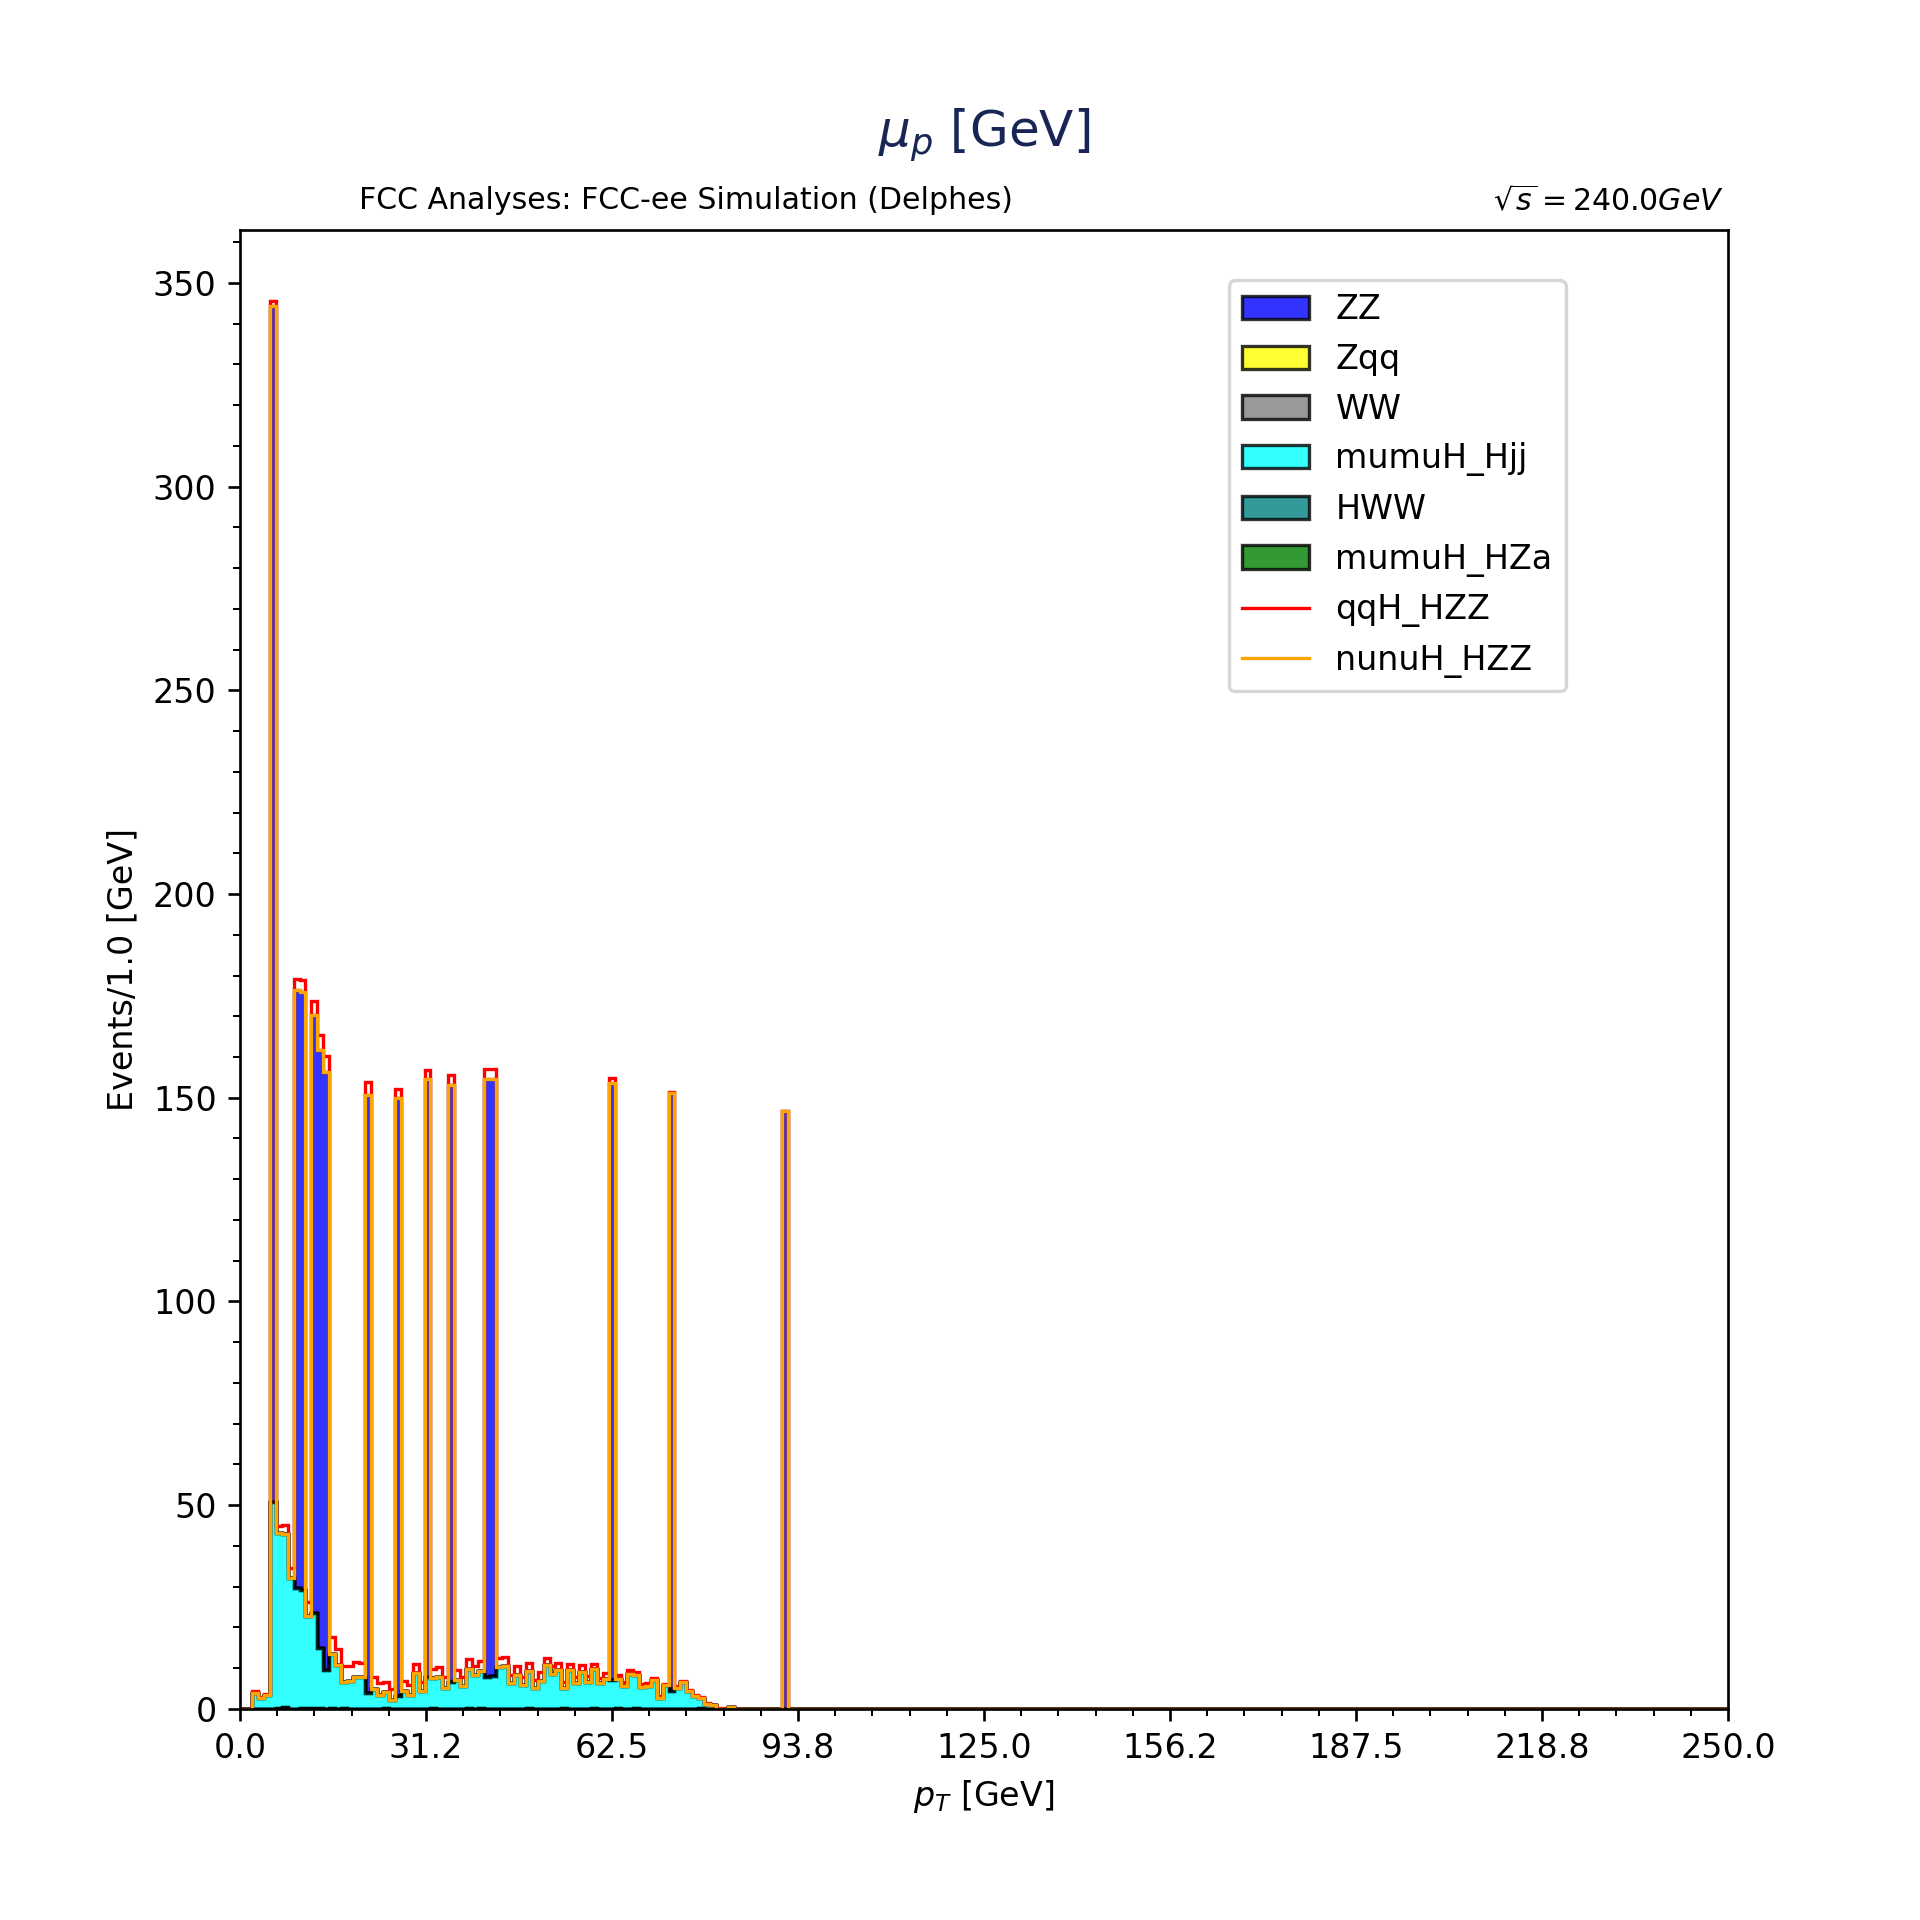 μ_p [GeV]
FCC Analyses: FCC-ee Simulation (Delphes)
√s = 240.0GeV
350
300
250
200
150
100
50
0
Events/1.0 [GeV]
ZZ
Zqq
WW
mumuH_Hjj
HWW
mumuH_HZa
qqH_HZZ
nunuH_HZZ
0.0 31.2 62.5 93.8 125.0 156.2 187.5 218.8 250.0
p_T [GeV]